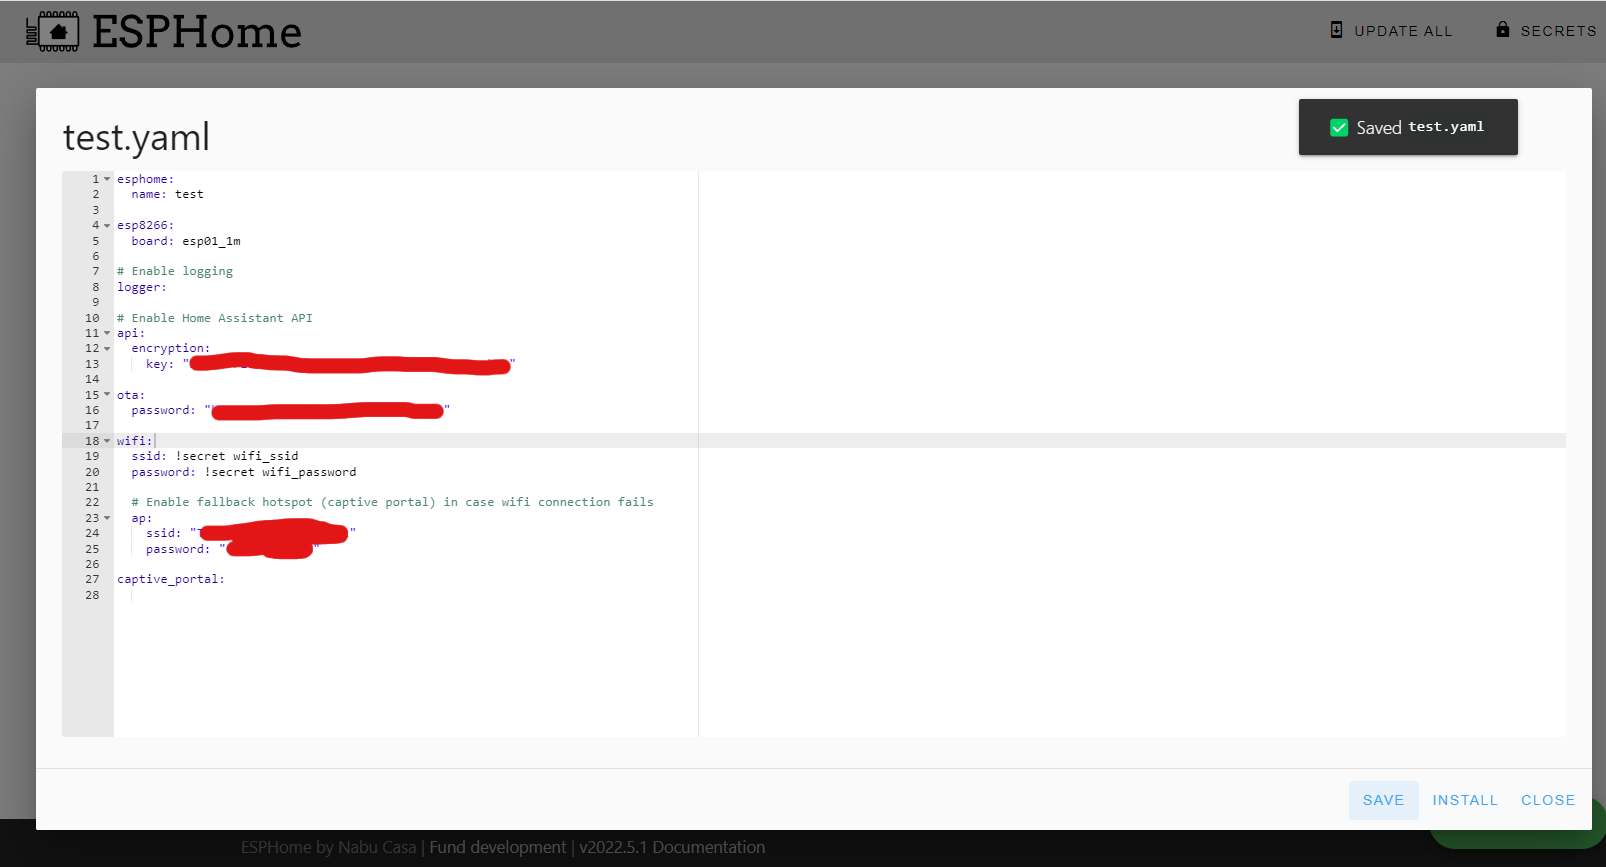 ESPHome
UPDATE ALL
SECRETS
test.yaml
Saved test.yaml
1 esphome:
2 name: test
3
4 esp8266:
5 board: esp01_1m
6
7 # Enable logging
8 logger:
9
10 # Enable Home Assistant API
11 api:
12 encryption:
13 key: ""
14
15 ota:
16 password: ""
17
18 wifi:
19 ssid: !secret wifi_ssid
20 password: !secret wifi_password
21
22 # Enable fallback hotspot (captive portal) in case wifi connection fails
23 ap:
24 ssid: ""
25 password: ""
26
27 captive_portal:
28
SAVE
INSTALL
CLOSE
ESPHome by Nabu Casa | Fund development | v2022.5.1 Documentation